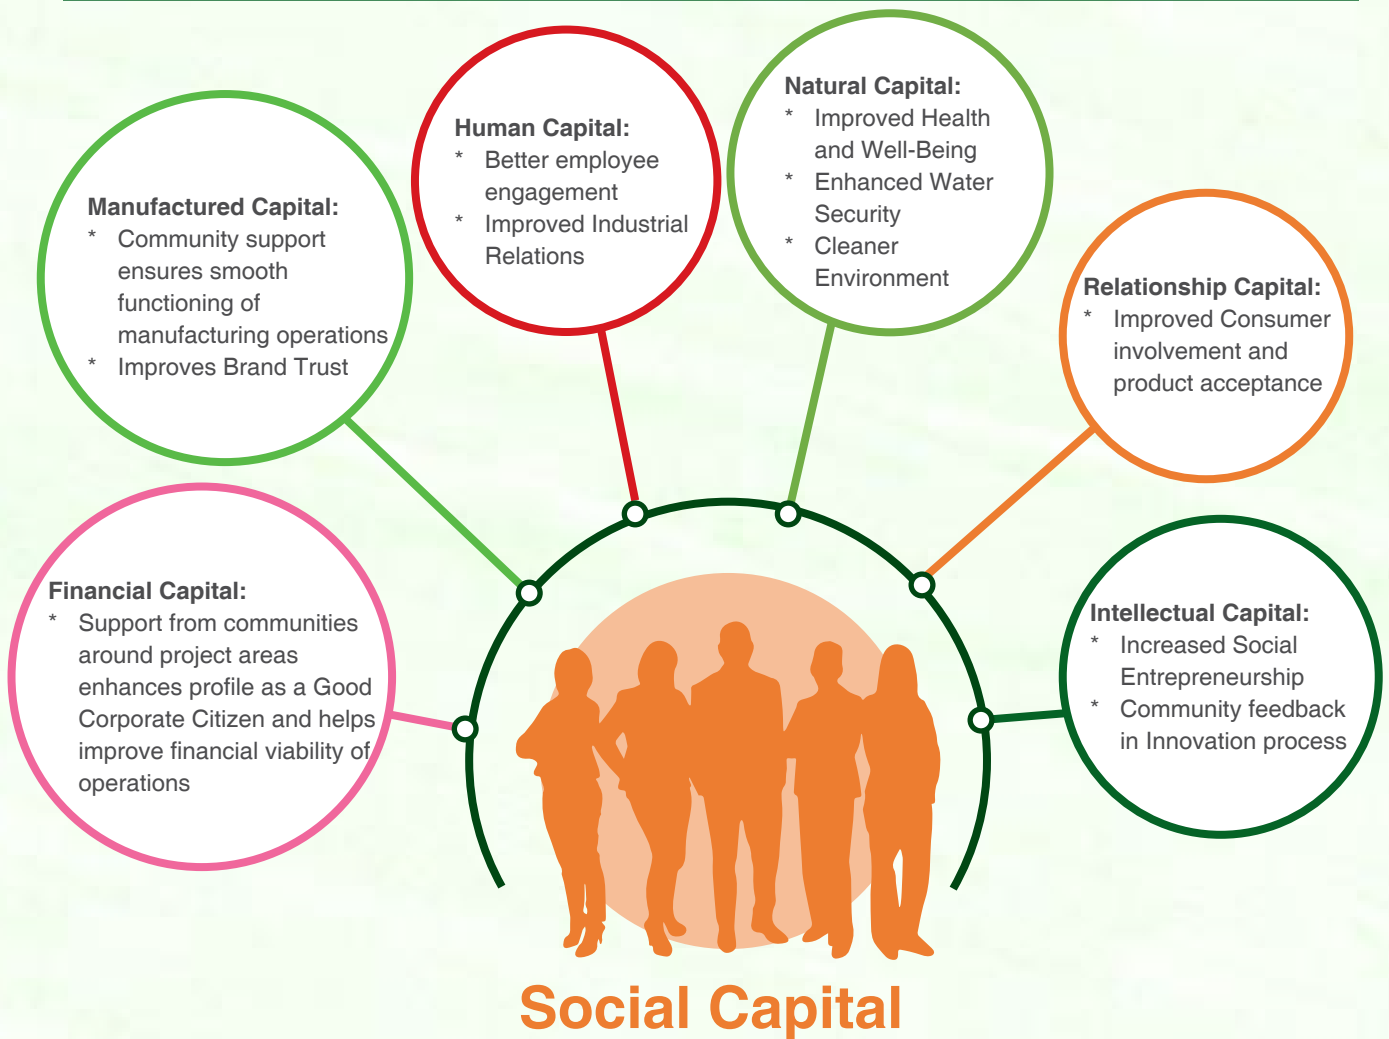 Natural Capital:
* Improved Health
and Well-Being
* Enhanced Water
Security
* Cleaner
Environment
Human Capital:
* Better employee
engagement
* Improved Industrial
Relations
Manufactured Capital:
* Community support
ensures smooth
functioning of
manufacturing operations
* Improves Brand Trust
Relationship Capital:
* Improved Consumer
involvement and
product acceptance
Financial Capital:
* Support from communities
around project areas
enhances profile as a Good
Corporate Citizen and helps
improve financial viability of
operations
Intellectual Capital:
* Increased Social
Entrepreneurship
* Community feedback
in Innovation process
Social Capital